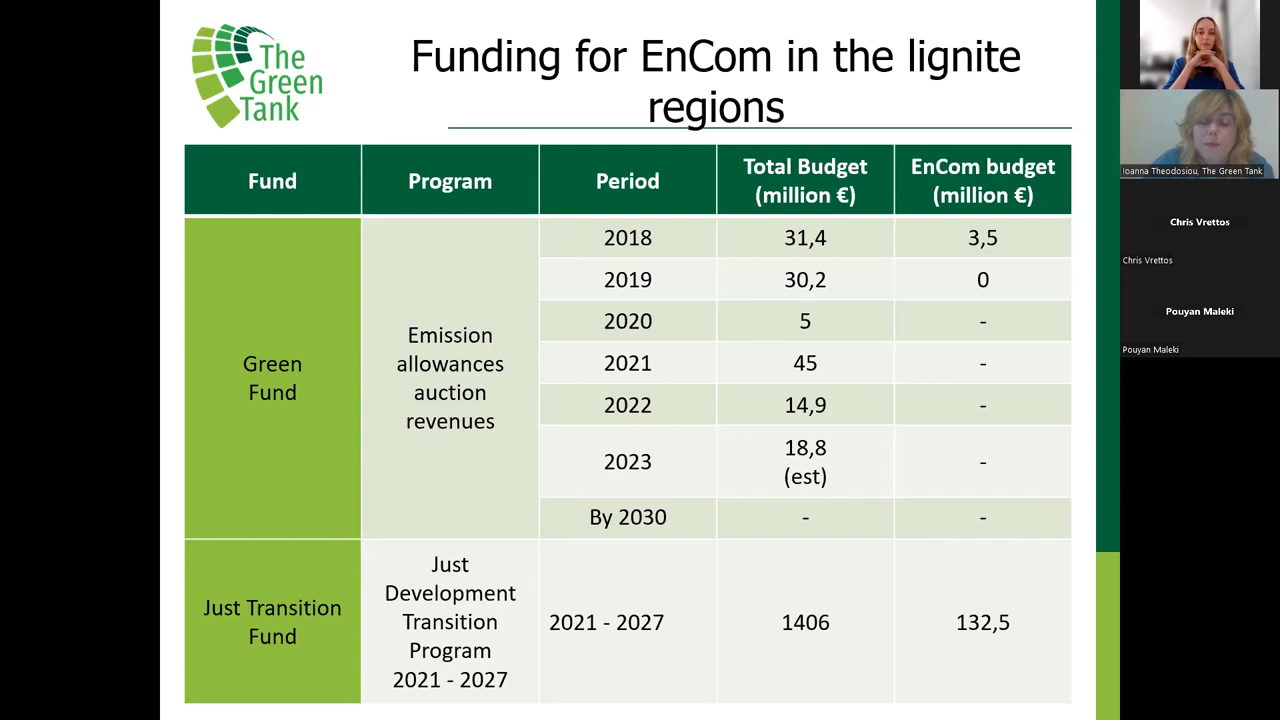 The
Green
Tank
Funding for EnCom in the lignite
regions
Fund
Program
Period
Total Budget
(million €)
EnCom budget
(million €)
Green
Fund
Emission
allowances
auction
revenues
2018
31,4
3,5
2019
30,2
0
2020
5
-
2021
45
-
2022
14,9
-
2023
18,8
(est)
-
By 2030
-
-
Just Transition
Fund
Just
Development
Transition
Program
2021 - 2027
2021 - 2027
1406
132,5
Ioanna Theodosiou, The Green Tank
Chris Vrettos
Chris Vrettos
Pouyan Maleki
Pouyan Maleki